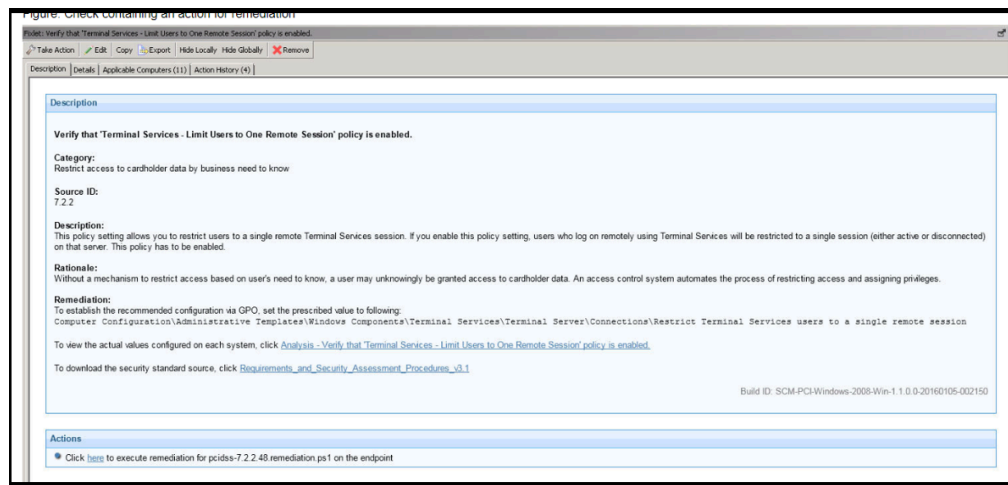 Figure: Check containing an action for remediation
Fixlet: Verify that 'Terminal Services - Limit Users to One Remote Session' policy is enabled.
Take Action Edit Copy Export Hide Locally Hide Globally Remove
Description Details Applicable Computers (11) Action History (4)
Description
Verify that 'Terminal Services - Limit Users to One Remote Session' policy is enabled.
Category:
Restrict access to cardholder data by business need to know
Source ID:
7.2.2
Description:
This policy setting allows you to restrict users to a single remote Terminal Services session. If you enable this policy setting, users who log on remotely using Terminal Services will be restricted to a single session (either active or disconnected)
on that server. This policy has to be enabled.
Rationale:
Without a mechanism to restrict access based on user's need to know, a user may unknowingly be granted access to cardholder data. An access control system automates the process of restricting access and assigning privileges.
Remediation:
To establish the recommended configuration via GPO, set the prescribed value to following:
Computer Configuration\Administrative Templates\Windows Components\Terminal Services\Terminal Server\Connections\Restrict Terminal Services users to a single remote session
To view the actual values configured on each system, click Analysis - Verify that 'Terminal Services - Limit Users to One Remote Session' policy is enabled.
To download the security standard source, click Requirements_and_Security_Assessment_Procedures_v3.1
Build ID: SCM-PCI-Windows-2008-Win-1.1.0.0-20160105-002150
Actions
Click here to execute remediation for pcidss-7.2.2.48.remediation.ps1 on the endpoint